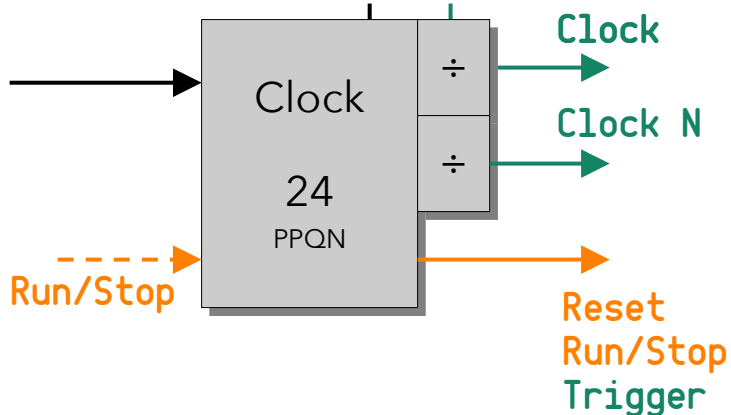 Clock
Clock
÷
Clock N
÷
24
PPQN
Run/Stop
Reset
Run/Stop
Trigger